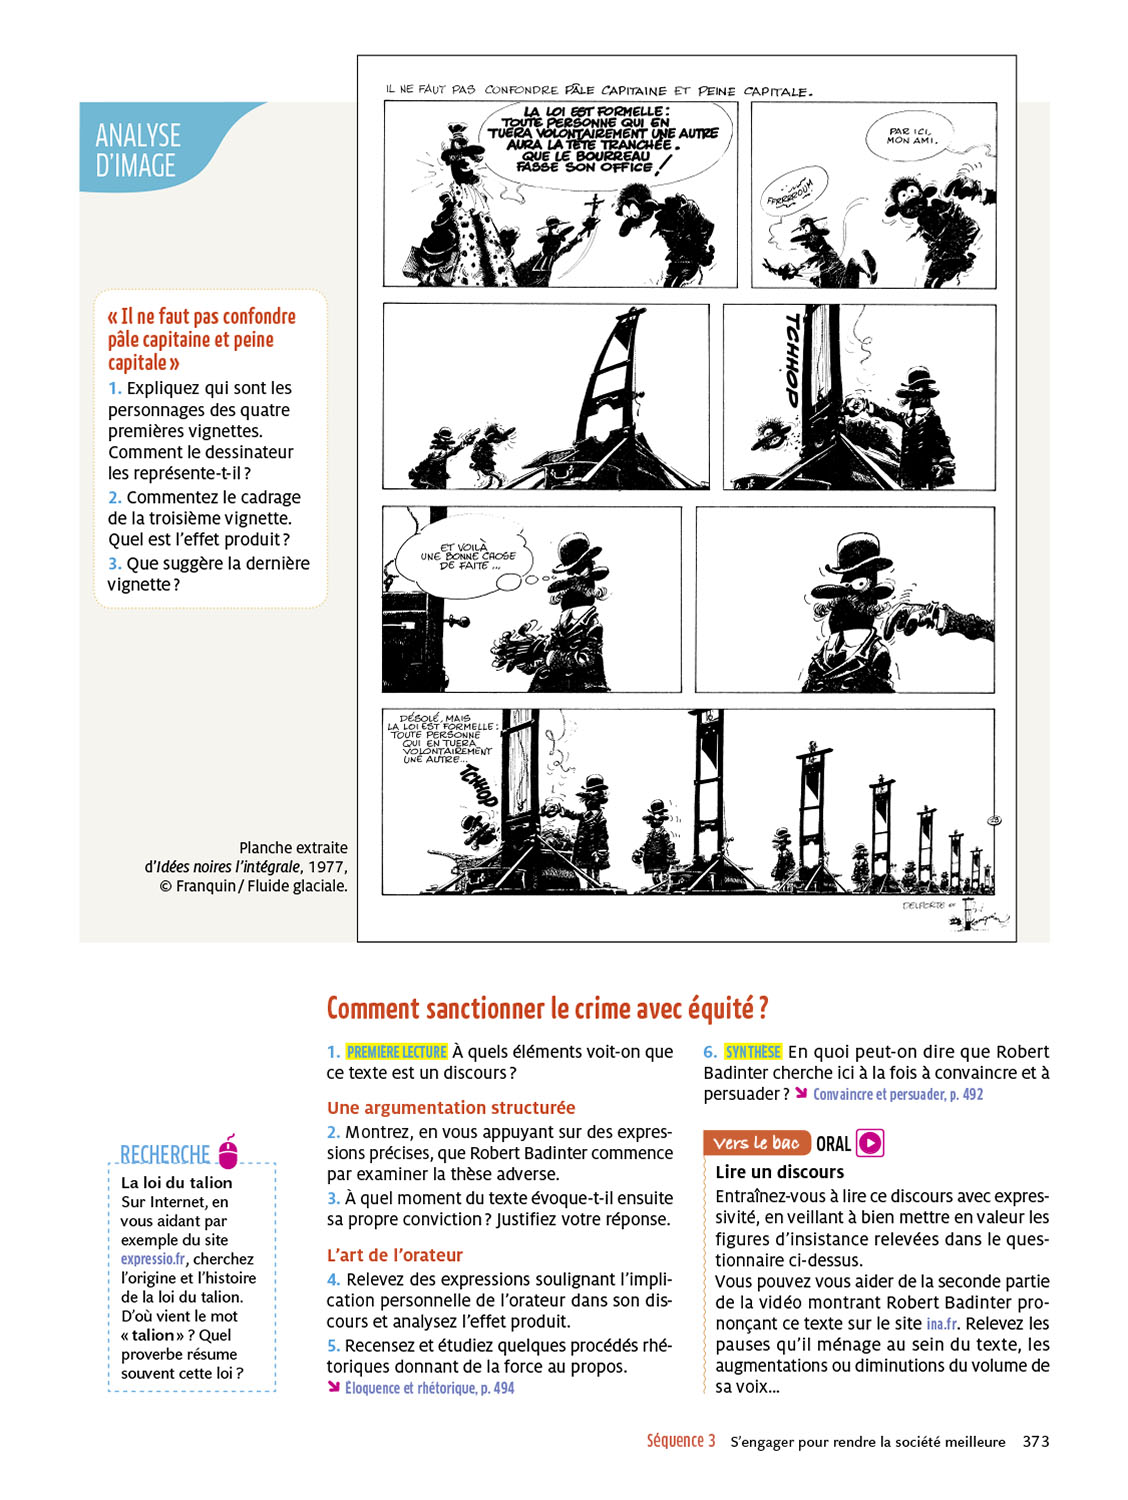 ANALYSE
D'IMAGE
« Il ne faut pas confondre
pâle capitaine et peine
capitale »
1. Expliquez qui sont les
personnages des quatre
premières vignettes.
Comment le dessinateur
les représente-t-il ?
2. Commentez le cadrage
de la troisième vignette.
Quel est l'effet produit ?
3. Que suggère la dernière
vignette ?
IL NE FAUT PAS CONFONDRE PÂLE CAPITAINE ET PEINE CAPITALE.
LA LOI EST FORMELLE :
TOUTE PERSONNE QUI EN
TUERA VOLONTAIREMENT UNE AUTRE
AURA LA TÊTE TRANCHÉE.
QUE LE BOURREAU
FASSE SON OFFICE !
PAR ICI,
MON AMI.
FFRRRROUM
TCHHOP
ET VOILÀ
UNE BONNE CHOSE
DE FAITE ...
DÉSOLÉ, MAIS
LA LOI EST FORMELLE :
TOUTE PERSONNE
QUI EN TUERA
VOLONTAIREMENT
UNE AUTRE...
TCHHOP
DELPORTE et
Franquin
Planche extraite
d'Idées noires l'intégrale, 1977,
© Franquin / Fluide glaciale.
Comment sanctionner le crime avec équité ?
1. PREMIÈRE LECTURE À quels éléments voit-on que
ce texte est un discours ?
Une argumentation structurée
2. Montrez, en vous appuyant sur des expres-
sions précises, que Robert Badinter commence
par examiner la thèse adverse.
3. À quel moment du texte évoque-t-il ensuite
sa propre conviction ? Justifiez votre réponse.
L'art de l'orateur
4. Relevez des expressions soulignant l'impli-
cation personnelle de l'orateur dans son dis-
cours et analysez l'effet produit.
5. Recensez et étudiez quelques procédés rhé-
toriques donnant de la force au propos.
Éloquence et rhétorique, p. 494
6. SYNTHÈSE En quoi peut-on dire que Robert
Badinter cherche ici à la fois à convaincre et à
persuader ? Convaincre et persuader, p. 492
Vers le bac ORAL
Lire un discours
Entraînez-vous à lire ce discours avec expres-
sivité, en veillant à bien mettre en valeur les
figures d'insistance relevées dans le ques-
tionnaire ci-dessus.
Vous pouvez vous aider de la seconde partie
de la vidéo montrant Robert Badinter pro-
nonçant ce texte sur le site ina.fr. Relevez les
pauses qu'il ménage au sein du texte, les
augmentations ou diminutions du volume de
sa voix...
RECHERCHE
La loi du talion
Sur Internet, en
vous aidant par
exemple du site
expressio.fr, cherchez
l'origine et l'histoire
de la loi du talion.
D'où vient le mot
« talion » ? Quel
proverbe résume
souvent cette loi ?
Séquence 3 S'engager pour rendre la société meilleure 373